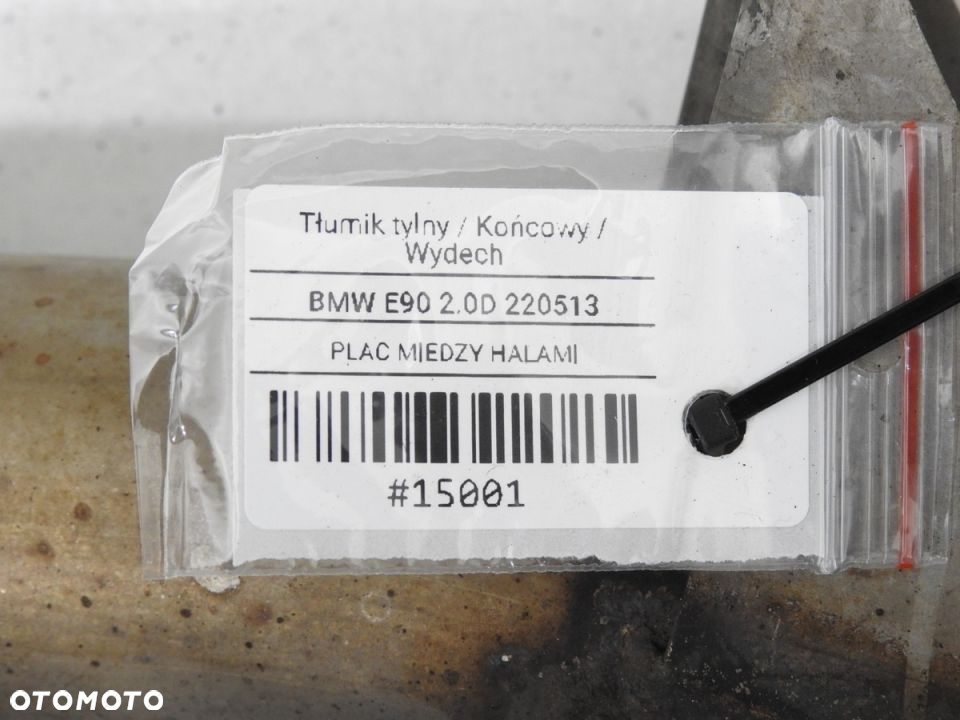 Tłumik tylny / Końcowy /
Wydech
BMW E90 2.0D 220513
PLAC MIEDZY HALAMI
#15001
OTOMOTO